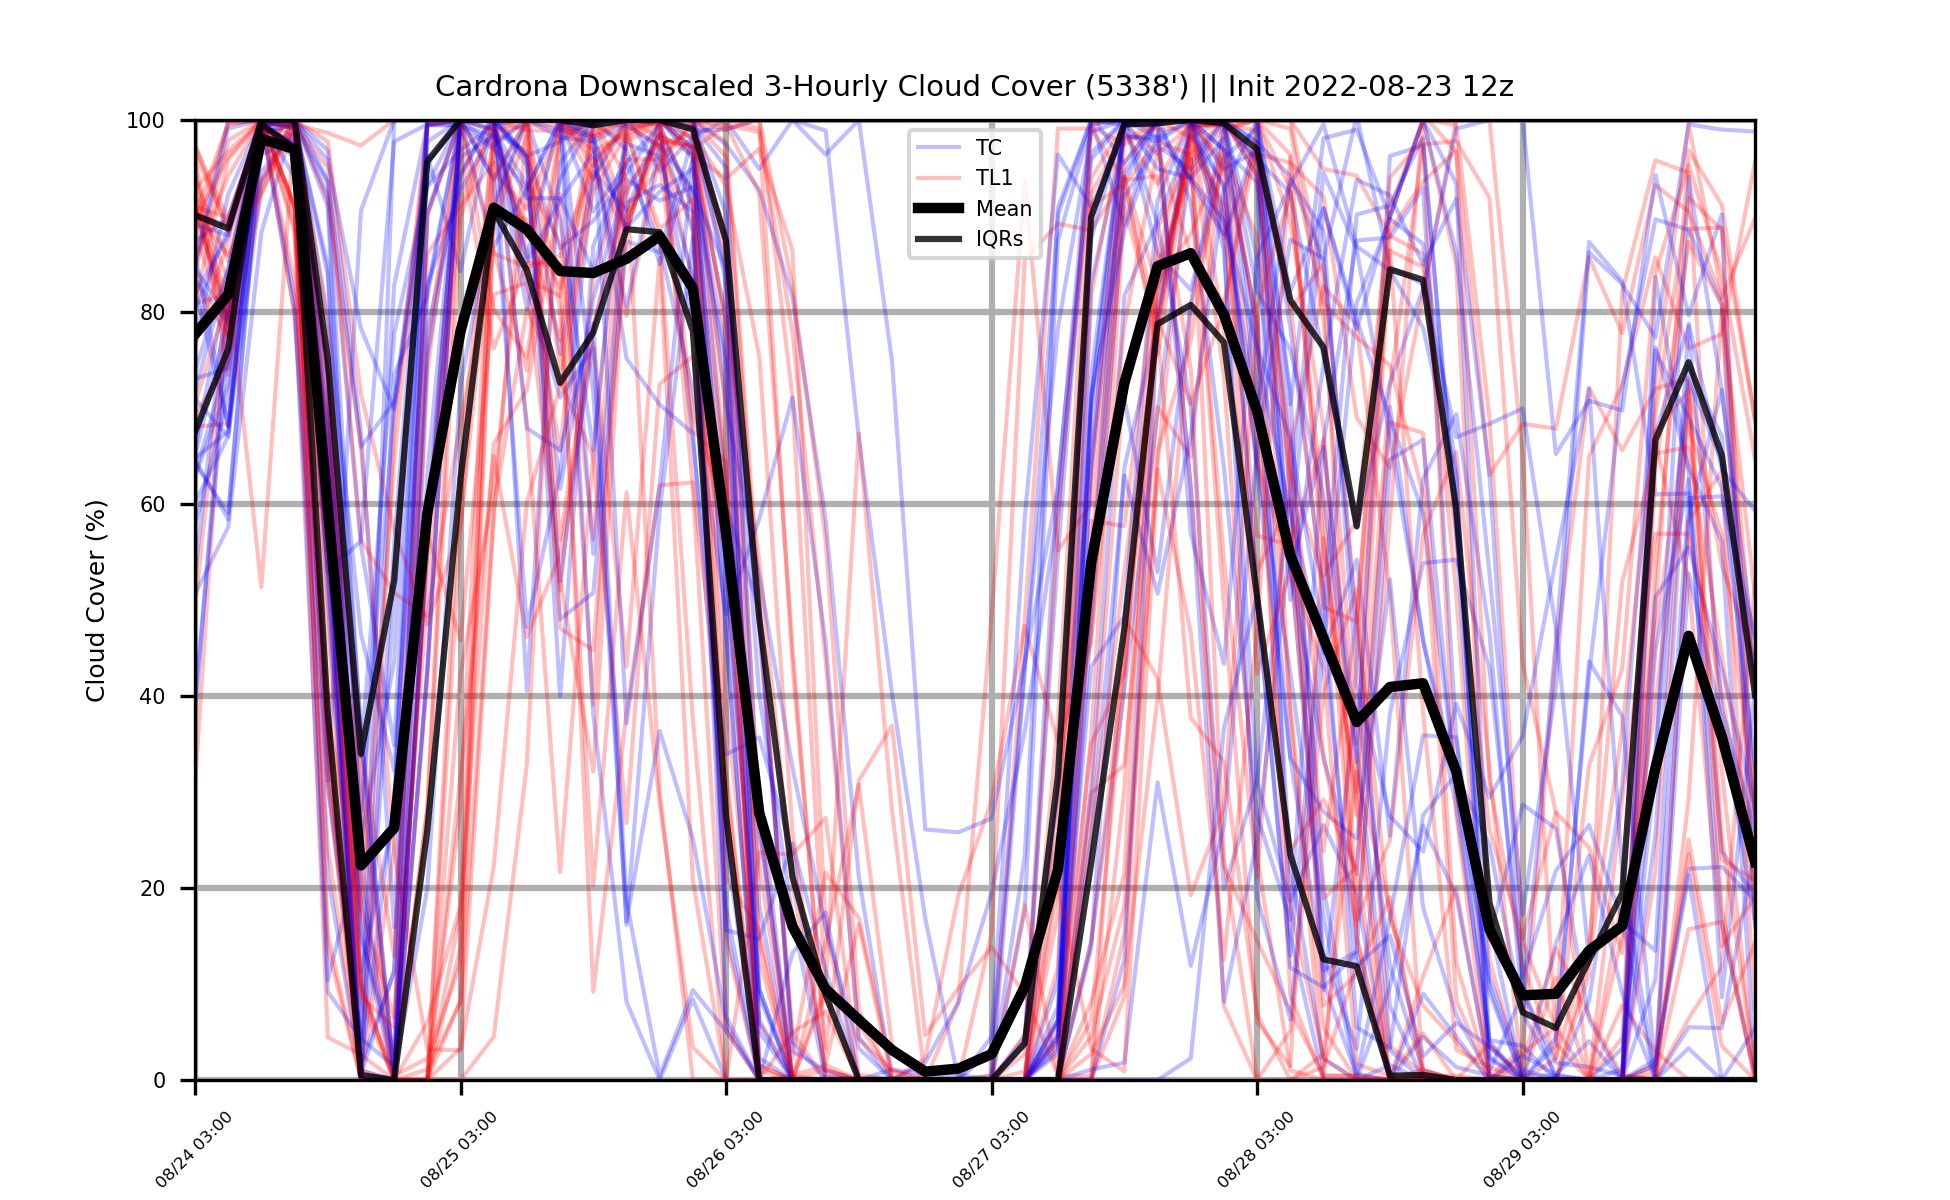 Cardrona Downscaled 3-Hourly Cloud Cover (5338') || Init 2022-08-23 12z
Cloud Cover (%)
100
80
60
40
20
0
TC
TL1
Mean
IQRs
08/24 03:00
08/25 03:00
08/26 03:00
08/27 03:00
08/28 03:00
08/29 03:00